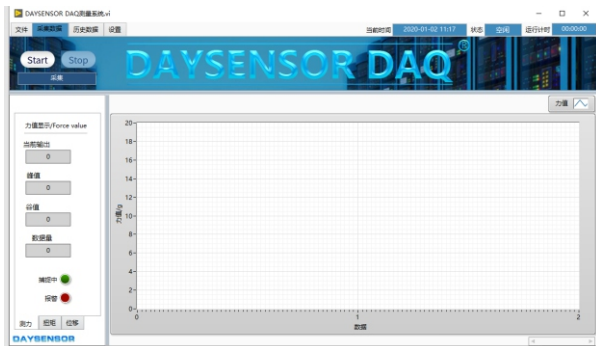 DAYSENSOR DAQ测量系统.vi
文件 采集数据 历史数据 设置 当前时间 2020-01-02 11:17 状态 空闲 运行计时 00:00:00
Start Stop
采集
DAYSENSOR DAQ
力值
力值显示/Force value
当前输出
0
峰值
0
谷值
0
数据量
0
捕捉中
报警
测力 扭矩 位移
20
18
16
14
12
10
8
6
4
2
0
力值/g
0 1 2
数据
DAYSENSOR